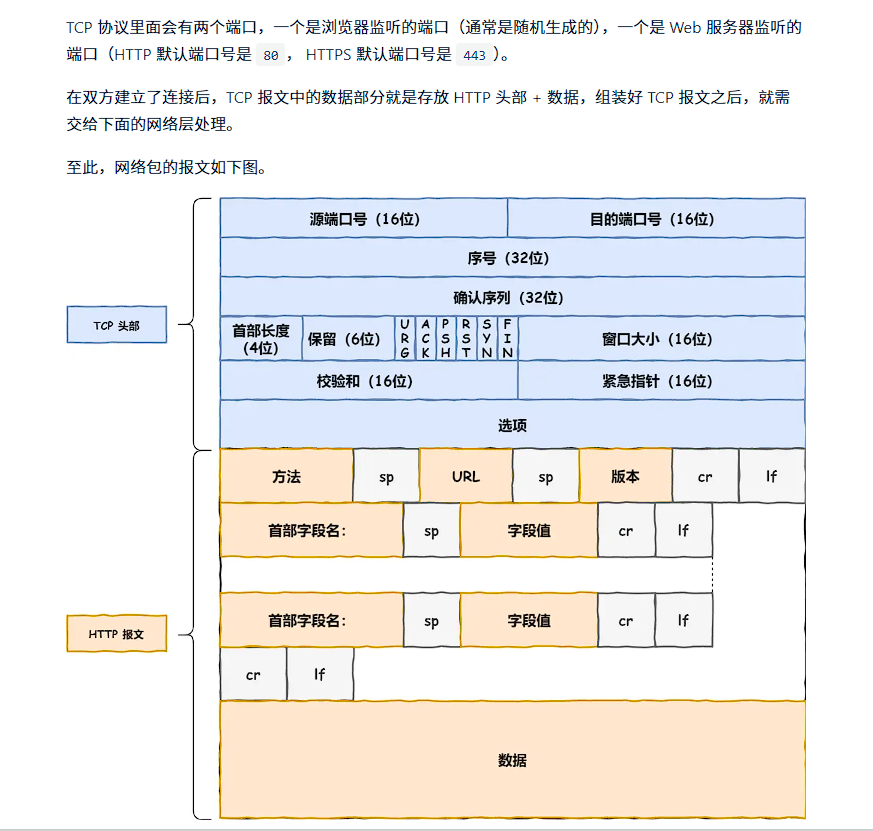 TCP 协议里面会有两个端口，一个是浏览器监听的端口（通常是随机生成的），一个是 Web 服务器监听的
端口（HTTP 默认端口号是 80 ， HTTPS 默认端口号是 443 ）。
在双方建立了连接后，TCP 报文中的数据部分就是存放 HTTP 头部 + 数据，组装好 TCP 报文之后，就需
交给下面的网络层处理。
至此，网络包的报文如下图。
源端口号（16位） 目的端口号（16位）
序号（32位）
确认序列（32位）
TCP 头部
首部长度
（4位）
保留（6位） URG ACK PSH RST SYN FIN 窗口大小（16位）
校验和（16位） 紧急指针（16位）
选项
方法 sp URL sp 版本 cr lf
首部字段名： sp 字段值 cr lf
首部字段名： sp 字段值 cr lf
HTTP 报文
cr lf
数据